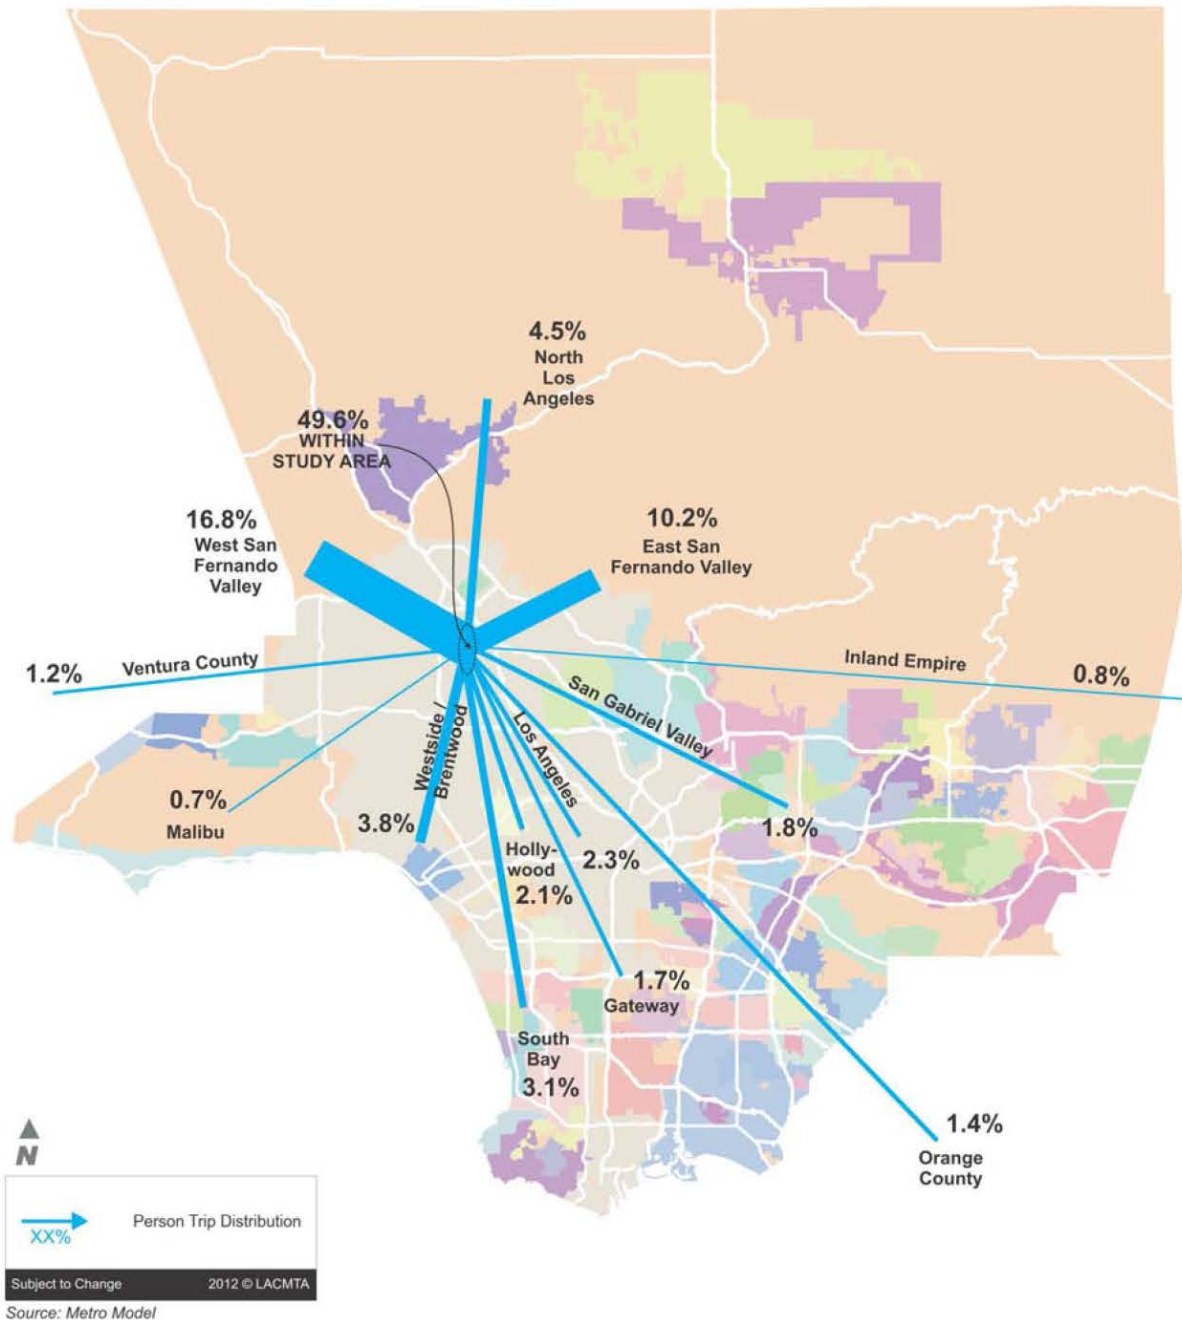 4.5%
North
Los
Angeles
49.6%
WITHIN
STUDY AREA
16.8%
West San
Fernando
Valley
10.2%
East San
Fernando Valley
1.2%
Ventura County
Inland Empire
0.8%
San Gabriel Valley
1.8%
Los Angeles
2.3%
Westside /
Brentwood
3.8%
0.7%
Malibu
Holly-
wood
2.1%
1.7%
Gateway
South
Bay
3.1%
1.4%
Orange
County
N
XX%
Person Trip Distribution
Subject to Change 2012 © LACMTA
Source: Metro Model